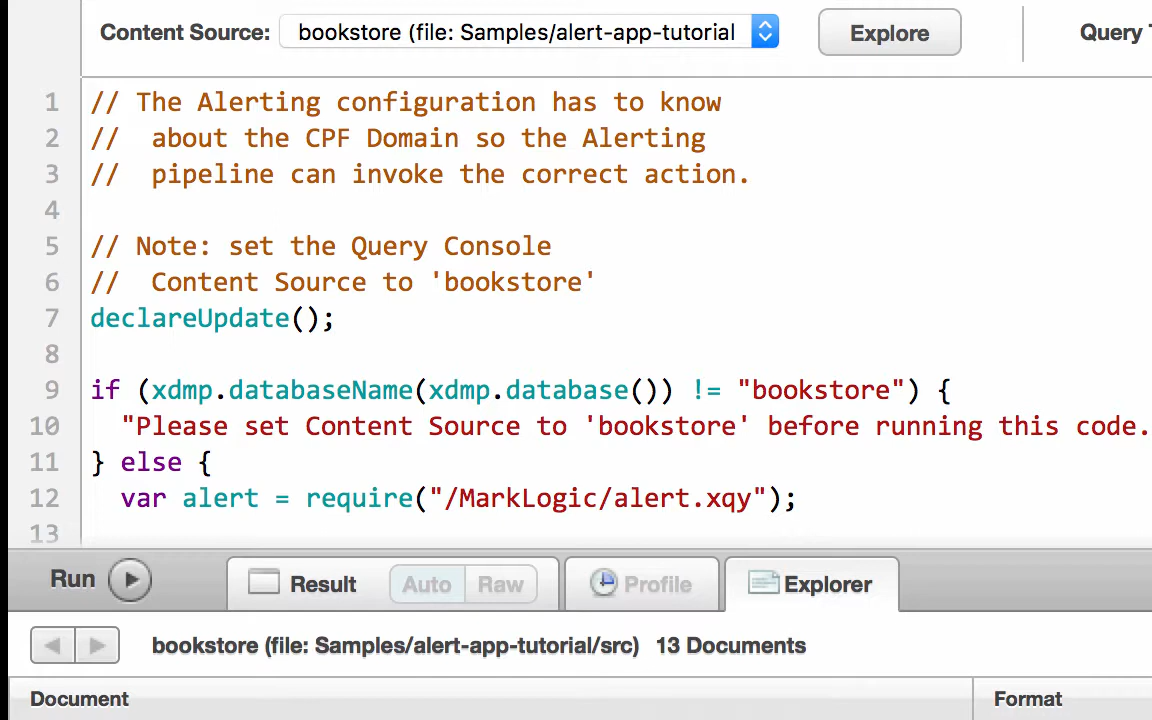 Content Source: bookstore (file: Samples/alert-app-tutorial Explore Query
1 // The Alerting configuration has to know
2 //  about the CPF Domain so the Alerting
3 //  pipeline can invoke the correct action.
4
5 // Note: set the Query Console
6 //  Content Source to 'bookstore'
7 declareUpdate();
8
9 if (xdmp.databaseName(xdmp.database()) != "bookstore") {
10   "Please set Content Source to 'bookstore' before running this code.
11 } else {
12   var alert = require("/MarkLogic/alert.xqy");
13
Run Result Auto Raw Profile Explorer
bookstore (file: Samples/alert-app-tutorial/src) 13 Documents
Document Format